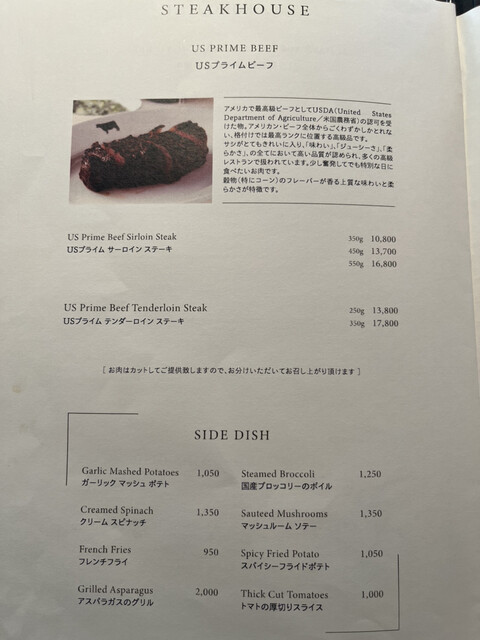 STEAKHOUSE
US PRIME BEEF
USプライムビーフ
アメリカで最高級ビーフとしてUSDA(United States
Department of Agriculture／米国農務省)の認可を受
けた物。アメリカン・ビーフ全体からごくわずかしかとれな
い、格付けでは最高ランクに位置する高級品です。
サシがとてもきれいに入り、「味わい」、「ジューシーさ」、「柔
らかさ」、の全てにおいて高い品質が認められ、多くの高級
レストランで扱われています。少し奮発してでも特別な日に
食べたいお肉です。
穀物(特にコーン)のフレーバーが香る上質な味わいと柔
らかさが特徴です。
US Prime Beef Sirloin Steak 350g 10,800
USプライム サーロイン ステーキ 450g 13,700
550g 16,800
US Prime Beef Tenderloin Steak 250g 13,800
USプライム テンダーロイン ステーキ 350g 17,800
[ お肉はカットしてご提供致しますので、お分けいただいてお召し上がり頂けます ]
SIDE DISH
Garlic Mashed Potatoes 1,050
ガーリック マッシュ ポテト
Creamed Spinach 1,350
クリーム スピナッチ
French Fries 950
フレンチフライ
Grilled Asparagus 2,000
アスパラガスのグリル
Steamed Broccoli 1,250
国産ブロッコリーのボイル
Sauteed Mushrooms 1,350
マッシュルーム ソテー
Spicy Fried Potato 1,050
スパイシーフライドポテト
Thick Cut Tomatoes 1,000
トマトの厚切りスライス